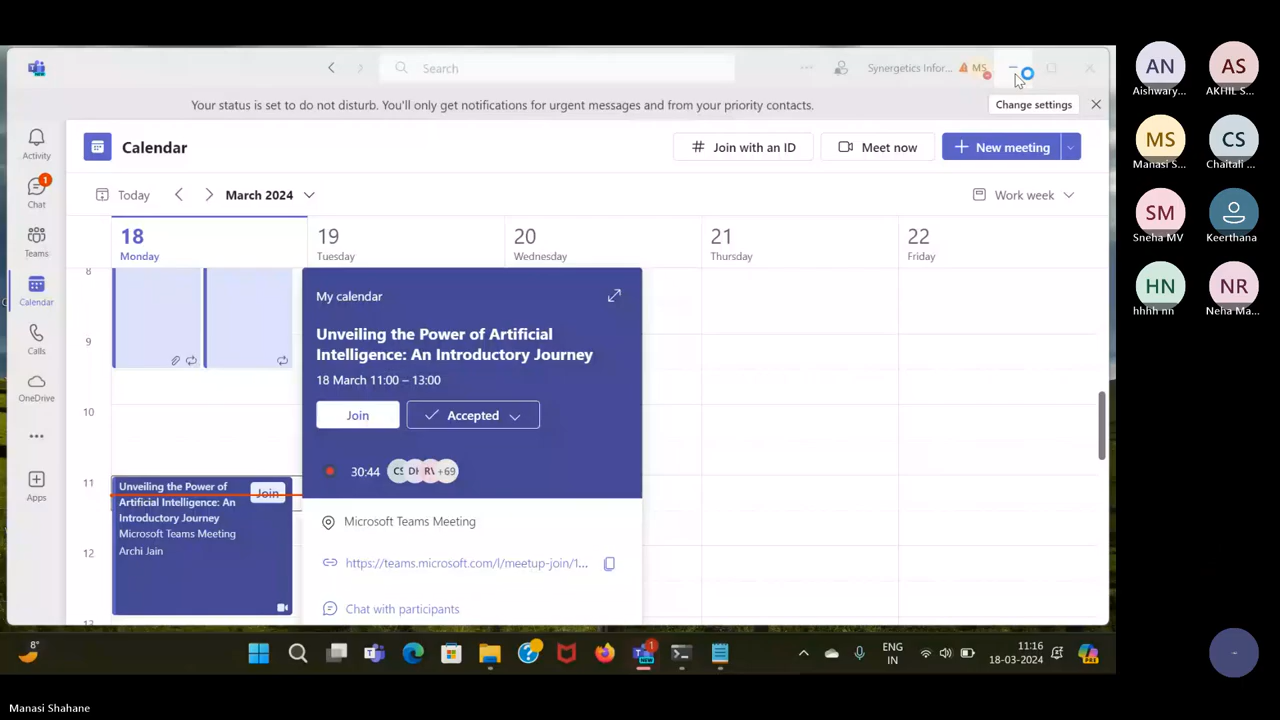 NEW
Search
Synergetics Infor...
MS
Your status is set to do not disturb. You'll only get notifications for urgent messages and from your priority contacts.
Change settings
Activity
Chat
1
Teams
Calendar
Calls
OneDrive
Apps
Calendar
# Join with an ID
Meet now
+ New meeting
Today
March 2024
Work week
18
Monday
19
Tuesday
20
Wednesday
21
Thursday
22
Friday
8
9
10
11
12
Unveiling the Power of
Artificial Intelligence: An
Introductory Journey
Microsoft Teams Meeting
Archi Jain
Join
My calendar
Unveiling the Power of Artificial
Intelligence: An Introductory Journey
18 March 11:00 – 13:00
Join
Accepted
30:44
+69
Microsoft Teams Meeting
https://teams.microsoft.com/l/meetup-join/1...
Chat with participants
8°
1
NEW
ENG
IN
11:16
18-03-2024
PRE
AN
Aishwary...
AS
AKHIL S...
MS
Manasi S...
CS
Chaitali ...
SM
Sneha MV
Keerthana
HN
hhhh nn
NR
Neha Ma...
Manasi Shahane